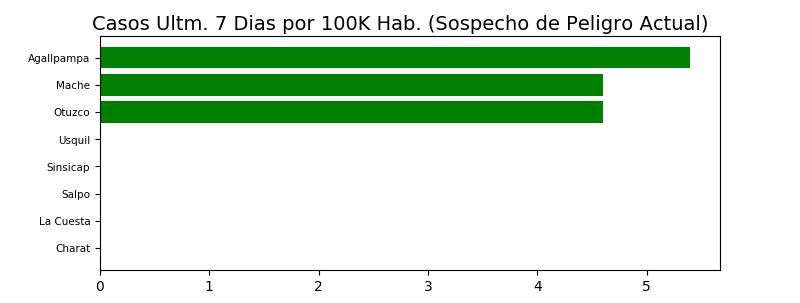 Casos Ultm. 7 Dias por 100K Hab. (Sospecho de Peligro Actual)
Agallpampa
Mache
Otuzco
Usquil
Sinsicap
Salpo
La Cuesta
Charat
0 1 2 3 4 5